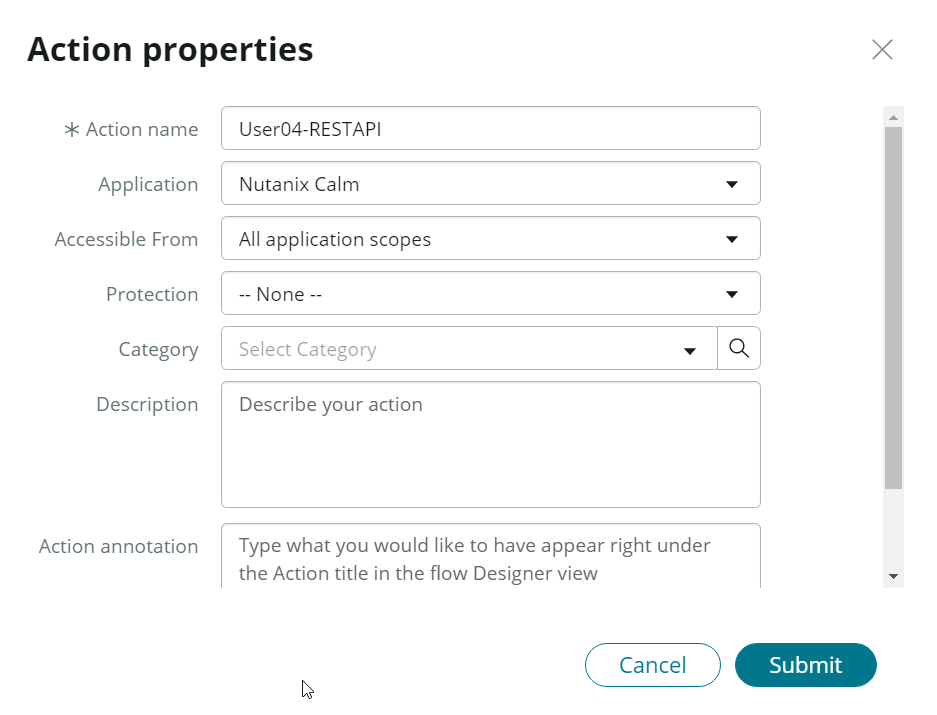 Action properties
* Action name User04-RESTAPI
Application Nutanix Calm
Accessible From All application scopes
Protection -- None --
Category Select Category
Description Describe your action
Action annotation Type what you would like to have appear right under
the Action title in the flow Designer view
Cancel Submit